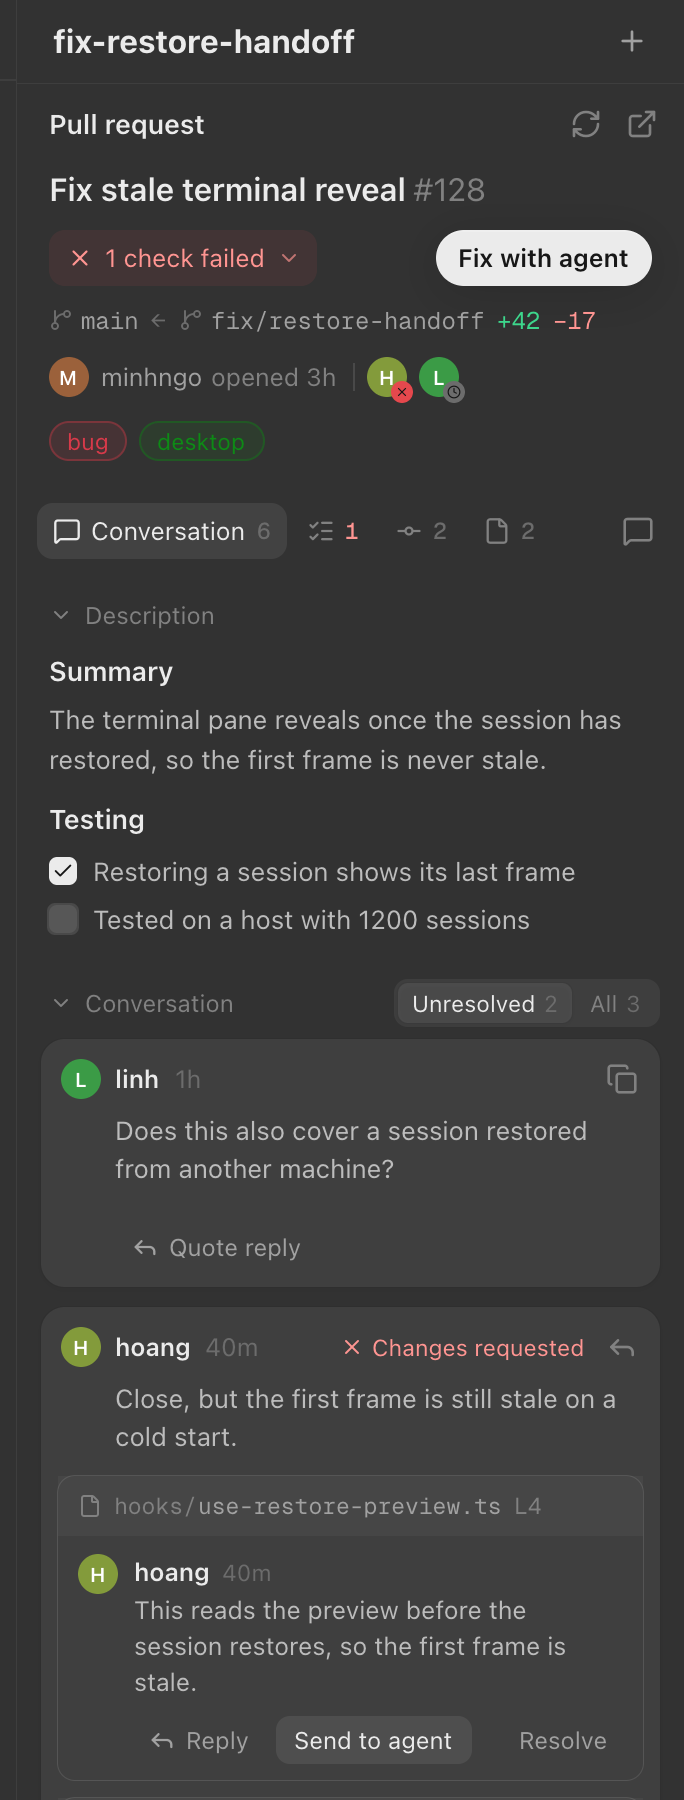 fix-restore-handoff
Pull request
Fix stale terminal reveal #128
1 check failed
Fix with agent
main ← fix/restore-handoff +42 −17
M minhngo opened 3h H L
bug desktop
Conversation 6 1 2 2
Description
Summary
The terminal pane reveals once the session has
restored, so the first frame is never stale.
Testing
Restoring a session shows its last frame
Tested on a host with 1200 sessions
Conversation Unresolved 2 All 3
L linh 1h
Does this also cover a session restored
from another machine?
Quote reply
H hoang 40m Changes requested
Close, but the first frame is still stale on a
cold start.
hooks/use-restore-preview.ts L4
H hoang 40m
This reads the preview before the
session restores, so the first frame is
stale.
Reply Send to agent Resolve